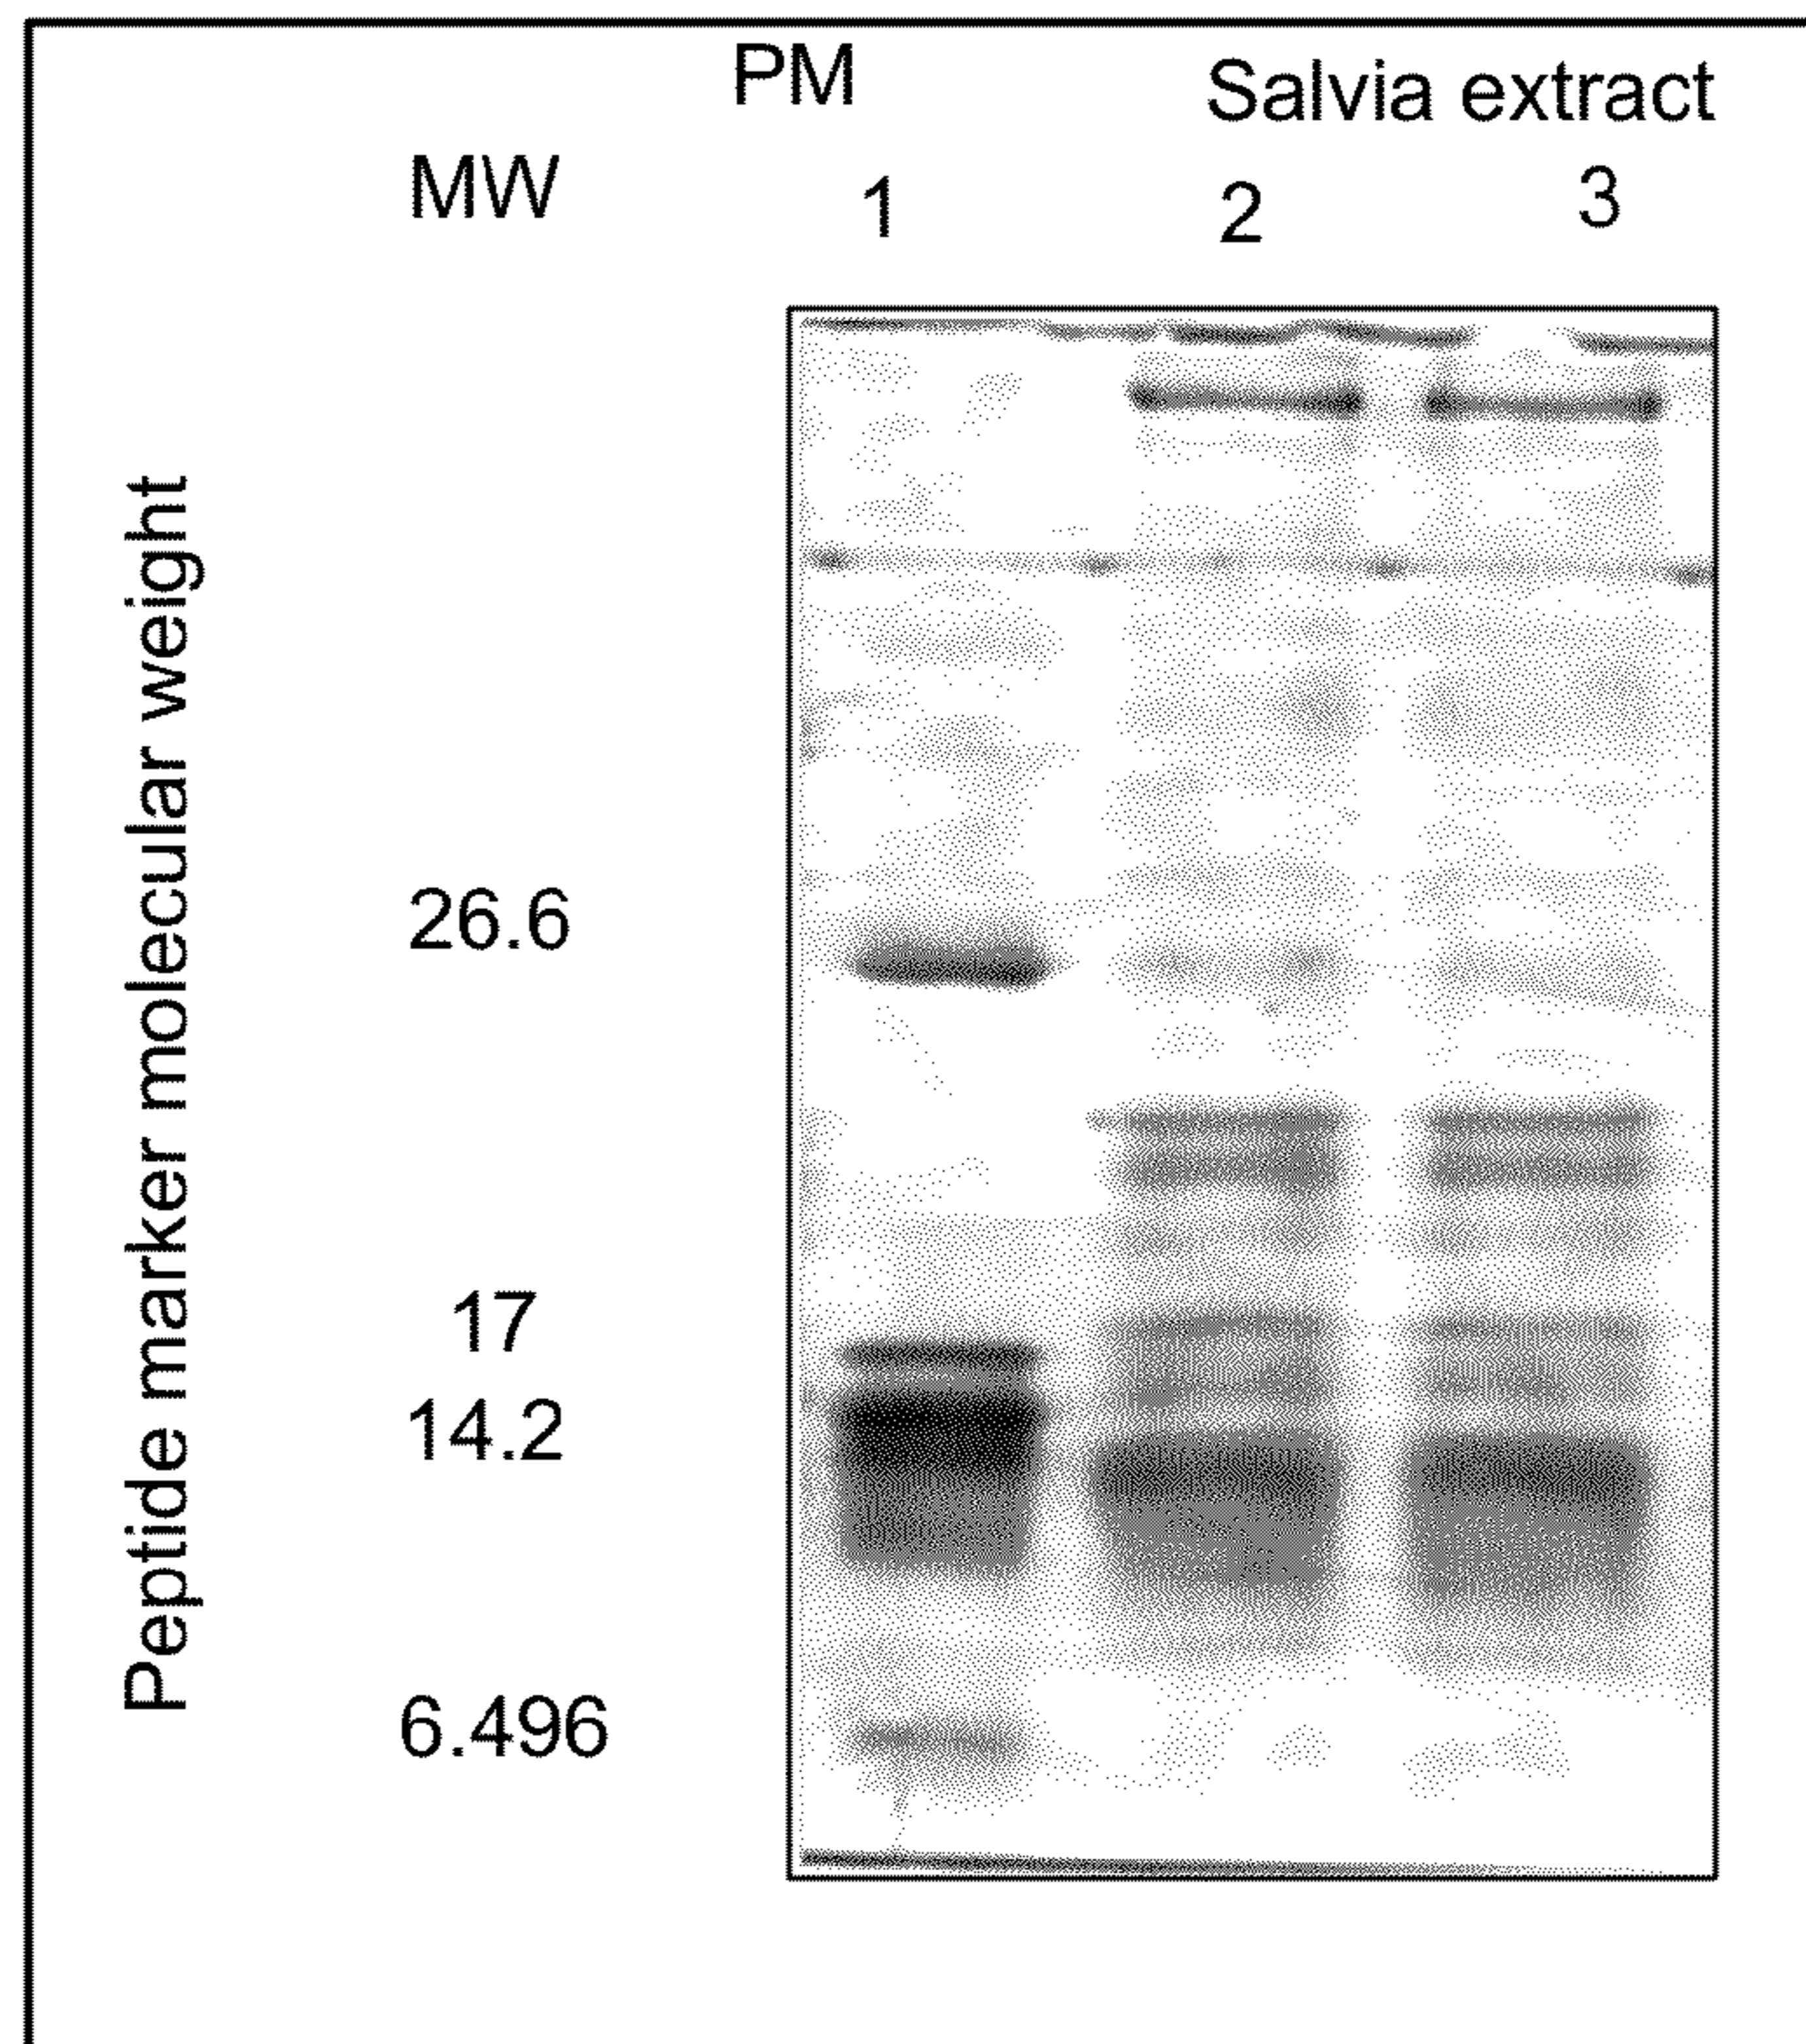 PM
Salvia extract
MW
1
2
3
Peptide marker molecular weight
26.6
17
14.2
6.496